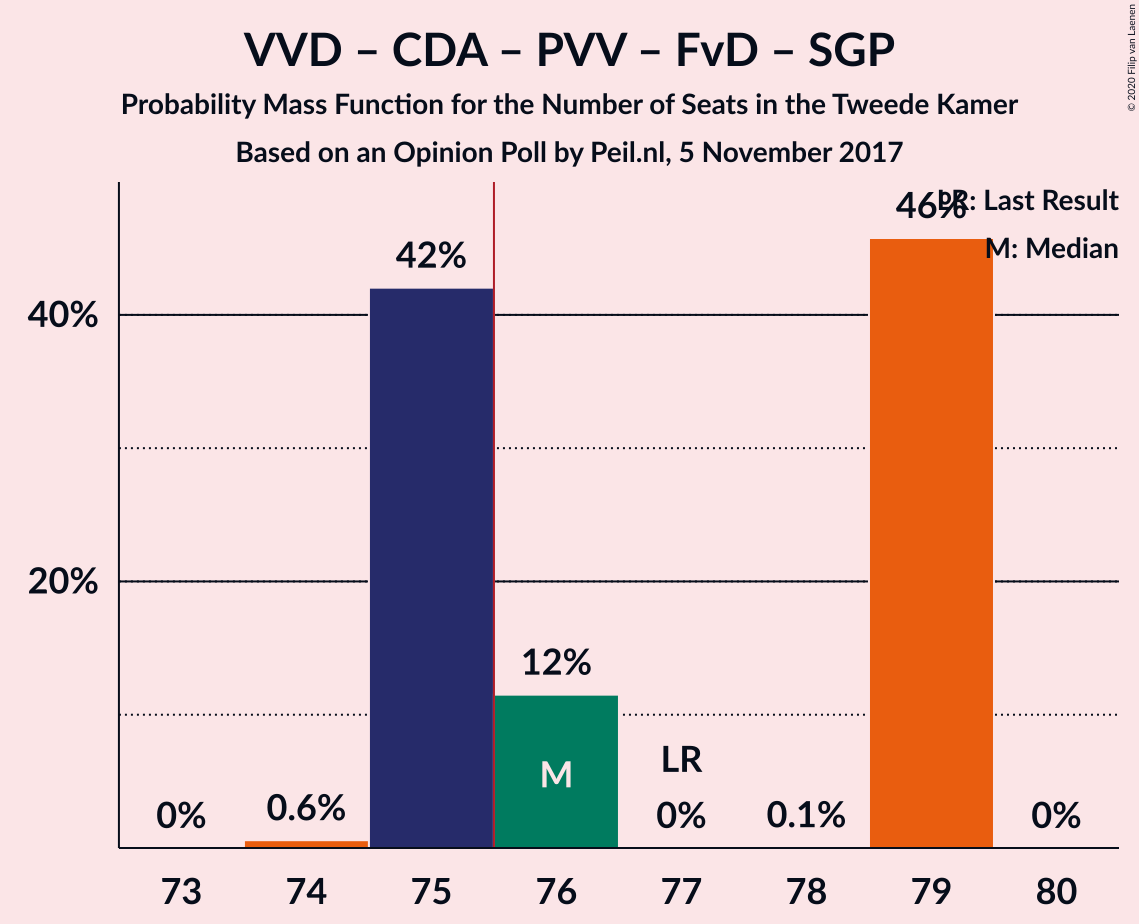 VVD – CDA – PVV – FvD – SGP
Probability Mass Function for the Number of Seats in the Tweede Kamer
Based on an Opinion Poll by Peil.nl, 5 November 2017
© 2020 Filip van Laenen
LR: Last Result
M: Median
40%
20%
0%
0.6%
42%
12%
M
LR
0%
0.1%
46%
0%
73 74 75 76 77 78 79 80